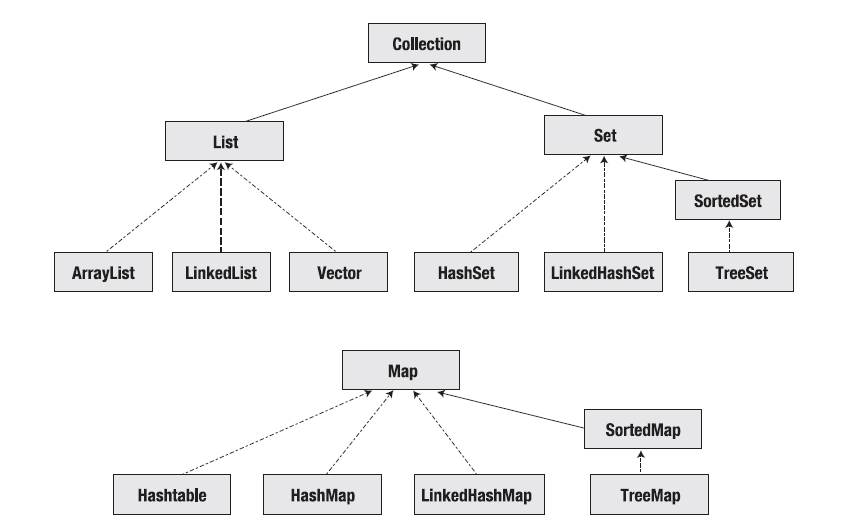 Collection
List
Set
SortedSet
ArrayList
LinkedList
Vector
HashSet
LinkedHashSet
TreeSet
Map
SortedMap
Hashtable
HashMap
LinkedHashMap
TreeMap